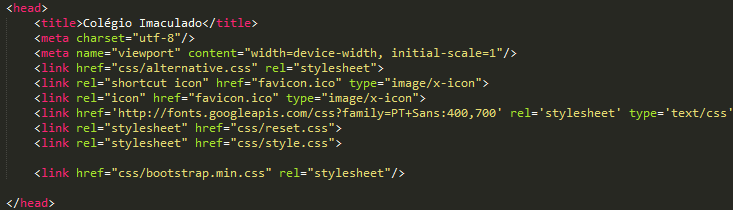 <head>
<title>Colégio Imaculado</title>
<meta charset="utf-8"/>
<meta name="viewport" content="width=device-width, initial-scale=1"/>
<link href="css/alternative.css" rel="stylesheet">
<link rel="shortcut icon" href="favicon.ico" type="image/x-icon">
<link rel="icon" href="favicon.ico" type="image/x-icon">
<link href='http://fonts.googleapis.com/css?family=PT+Sans:400,700' rel='stylesheet' type='text/css'
<link rel="stylesheet" href="css/reset.css">
<link rel="stylesheet" href="css/style.css">
<link href="css/bootstrap.min.css" rel="stylesheet"/>
</head>